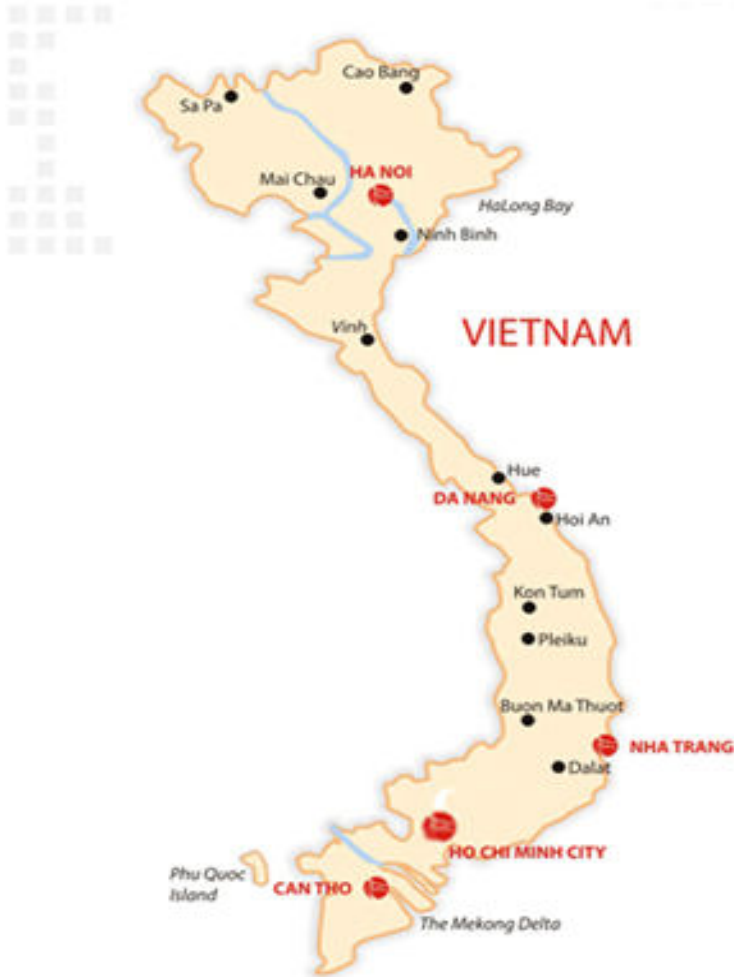 Cao Bang
Sa Pa
HA NOI
Mai Chau
HaLong Bay
Ninh Binh
Vinh
VIETNAM
Hue
DA NANG
Hoi An
Kon Tum
Pleiku
Buon Ma Thuot
NHA TRANG
Dalat
HO CHI MINH CITY
Phu Quoc
Island
CAN THO
The Mekong Delta